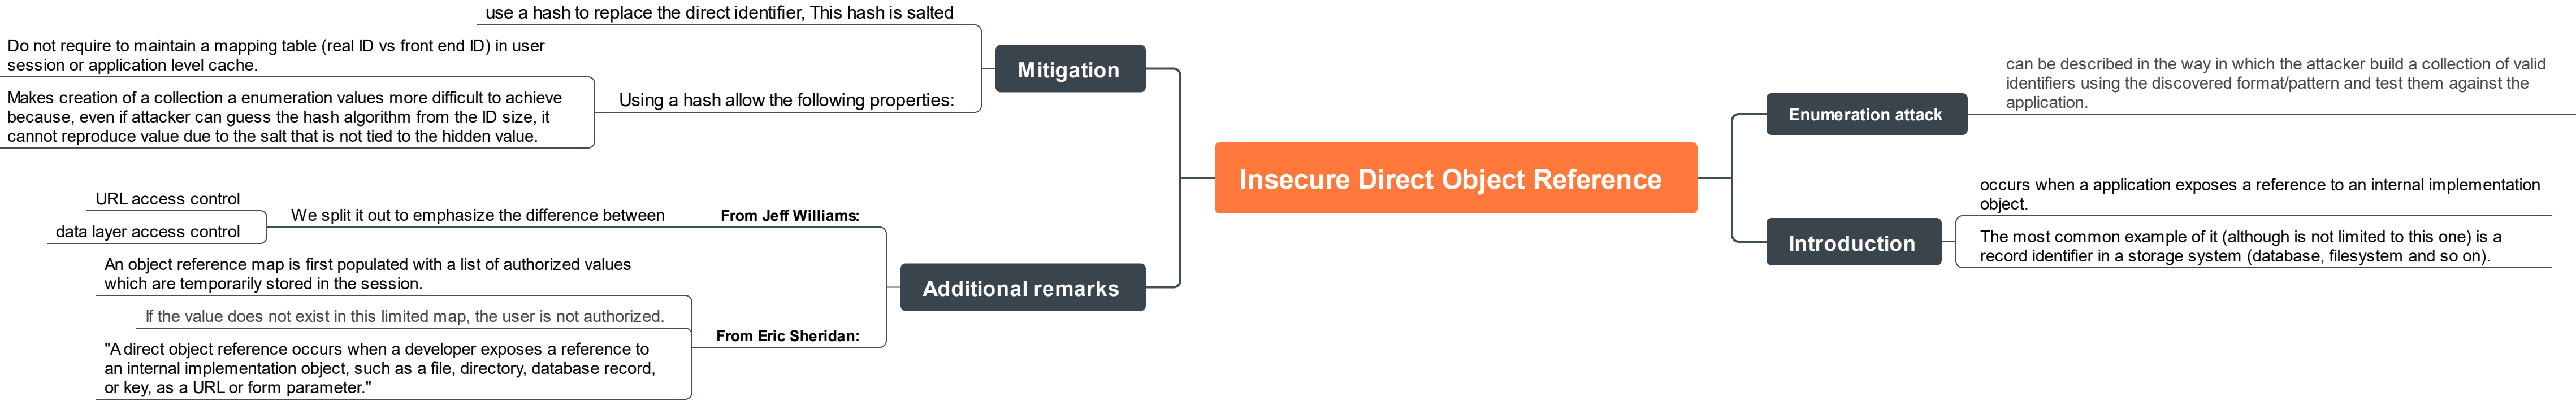 use a hash to replace the direct identifier, This hash is salted
Do not require to maintain a mapping table (real ID vs front end ID) in user
session or application level cache.
Makes creation of a collection a enumeration values more difficult to achieve
because, even if attacker can guess the hash algorithm from the ID size, it
cannot reproduce value due to the salt that is not tied to the hidden value.
Using a hash allow the following properties:
Mitigation
URL access control
data layer access control
We split it out to emphasize the difference between
From Jeff Williams:
An object reference map is first populated with a list of authorized values
which are temporarily stored in the session.
If the value does not exist in this limited map, the user is not authorized.
"A direct object reference occurs when a developer exposes a reference to
an internal implementation object, such as a file, directory, database record,
or key, as a URL or form parameter."
From Eric Sheridan:
Additional remarks
Insecure Direct Object Reference
Enumeration attack
can be described in the way in which the attacker build a collection of valid
identifiers using the discovered format/pattern and test them against the
application.
Introduction
occurs when a application exposes a reference to an internal implementation
object.
The most common example of it (although is not limited to this one) is a
record identifier in a storage system (database, filesystem and so on).